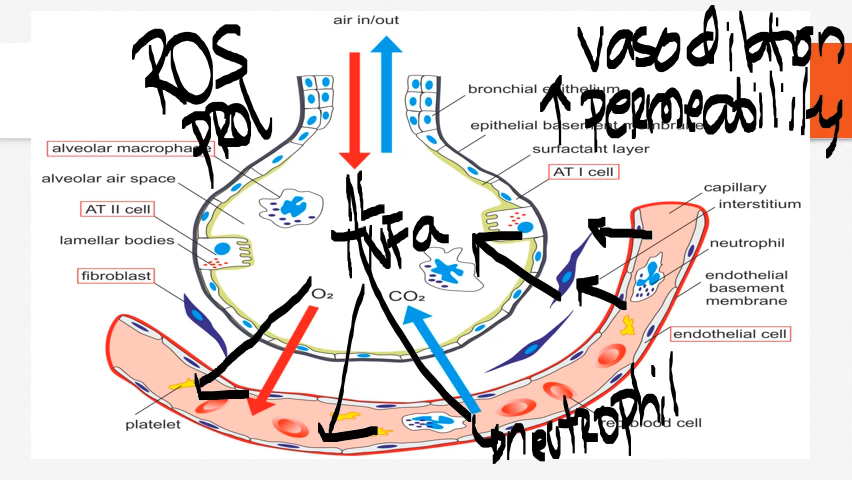 air in/out
ROS
prol
vasodilation
↑ permeability
bronchial epithelium
epithelial basement membrane
surfactant layer
alveolar macrophage
alveolar air space
AT II cell
lamellar bodies
fibroblast
AT I cell
capillary
interstitium
neutrophil
endothelial
basement
membrane
endothelial cell
TNFa
O₂
CO₂
platelet
red blood cell
neutrophil